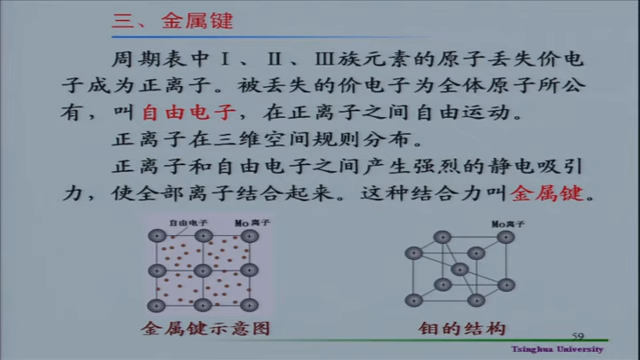 三、金属键
周期表中Ⅰ、Ⅱ、Ⅲ族元素的原子丢失价电
子成为正离子。被丢失的价电子为全体原子所公
有，叫自由电子，在正离子之间自由运动。
正离子在三维空间规则分布。
正离子和自由电子之间产生强烈的静电吸引
力，使全部离子结合起来。这种结合力叫金属键。
自由电子 Mo离子
Mo离子
金属键示意图
钼的结构
59
Tsinghua University